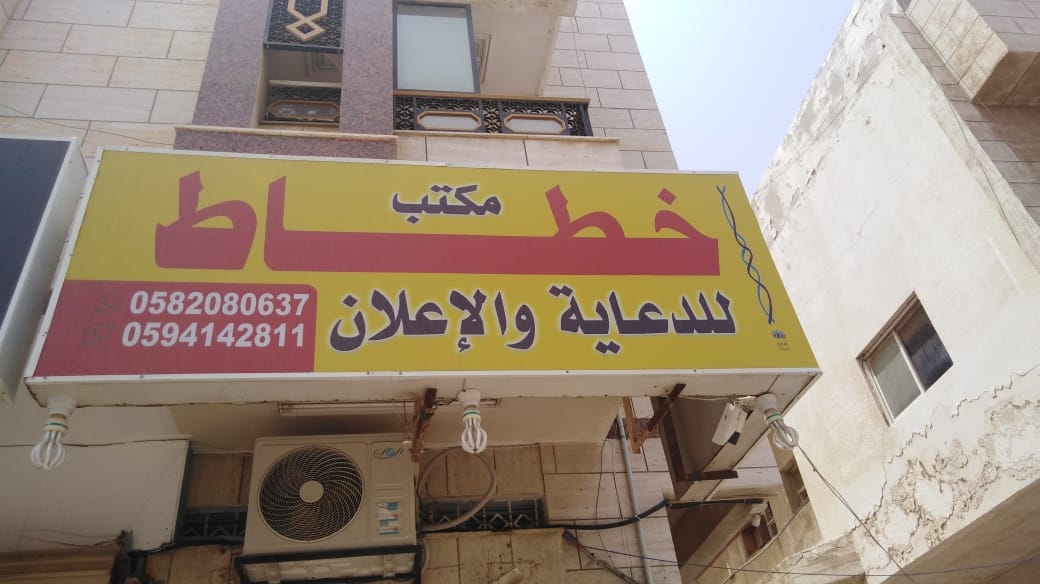 مكتب
خطاط
للدعاية والإعلان
0582080637
0594142811